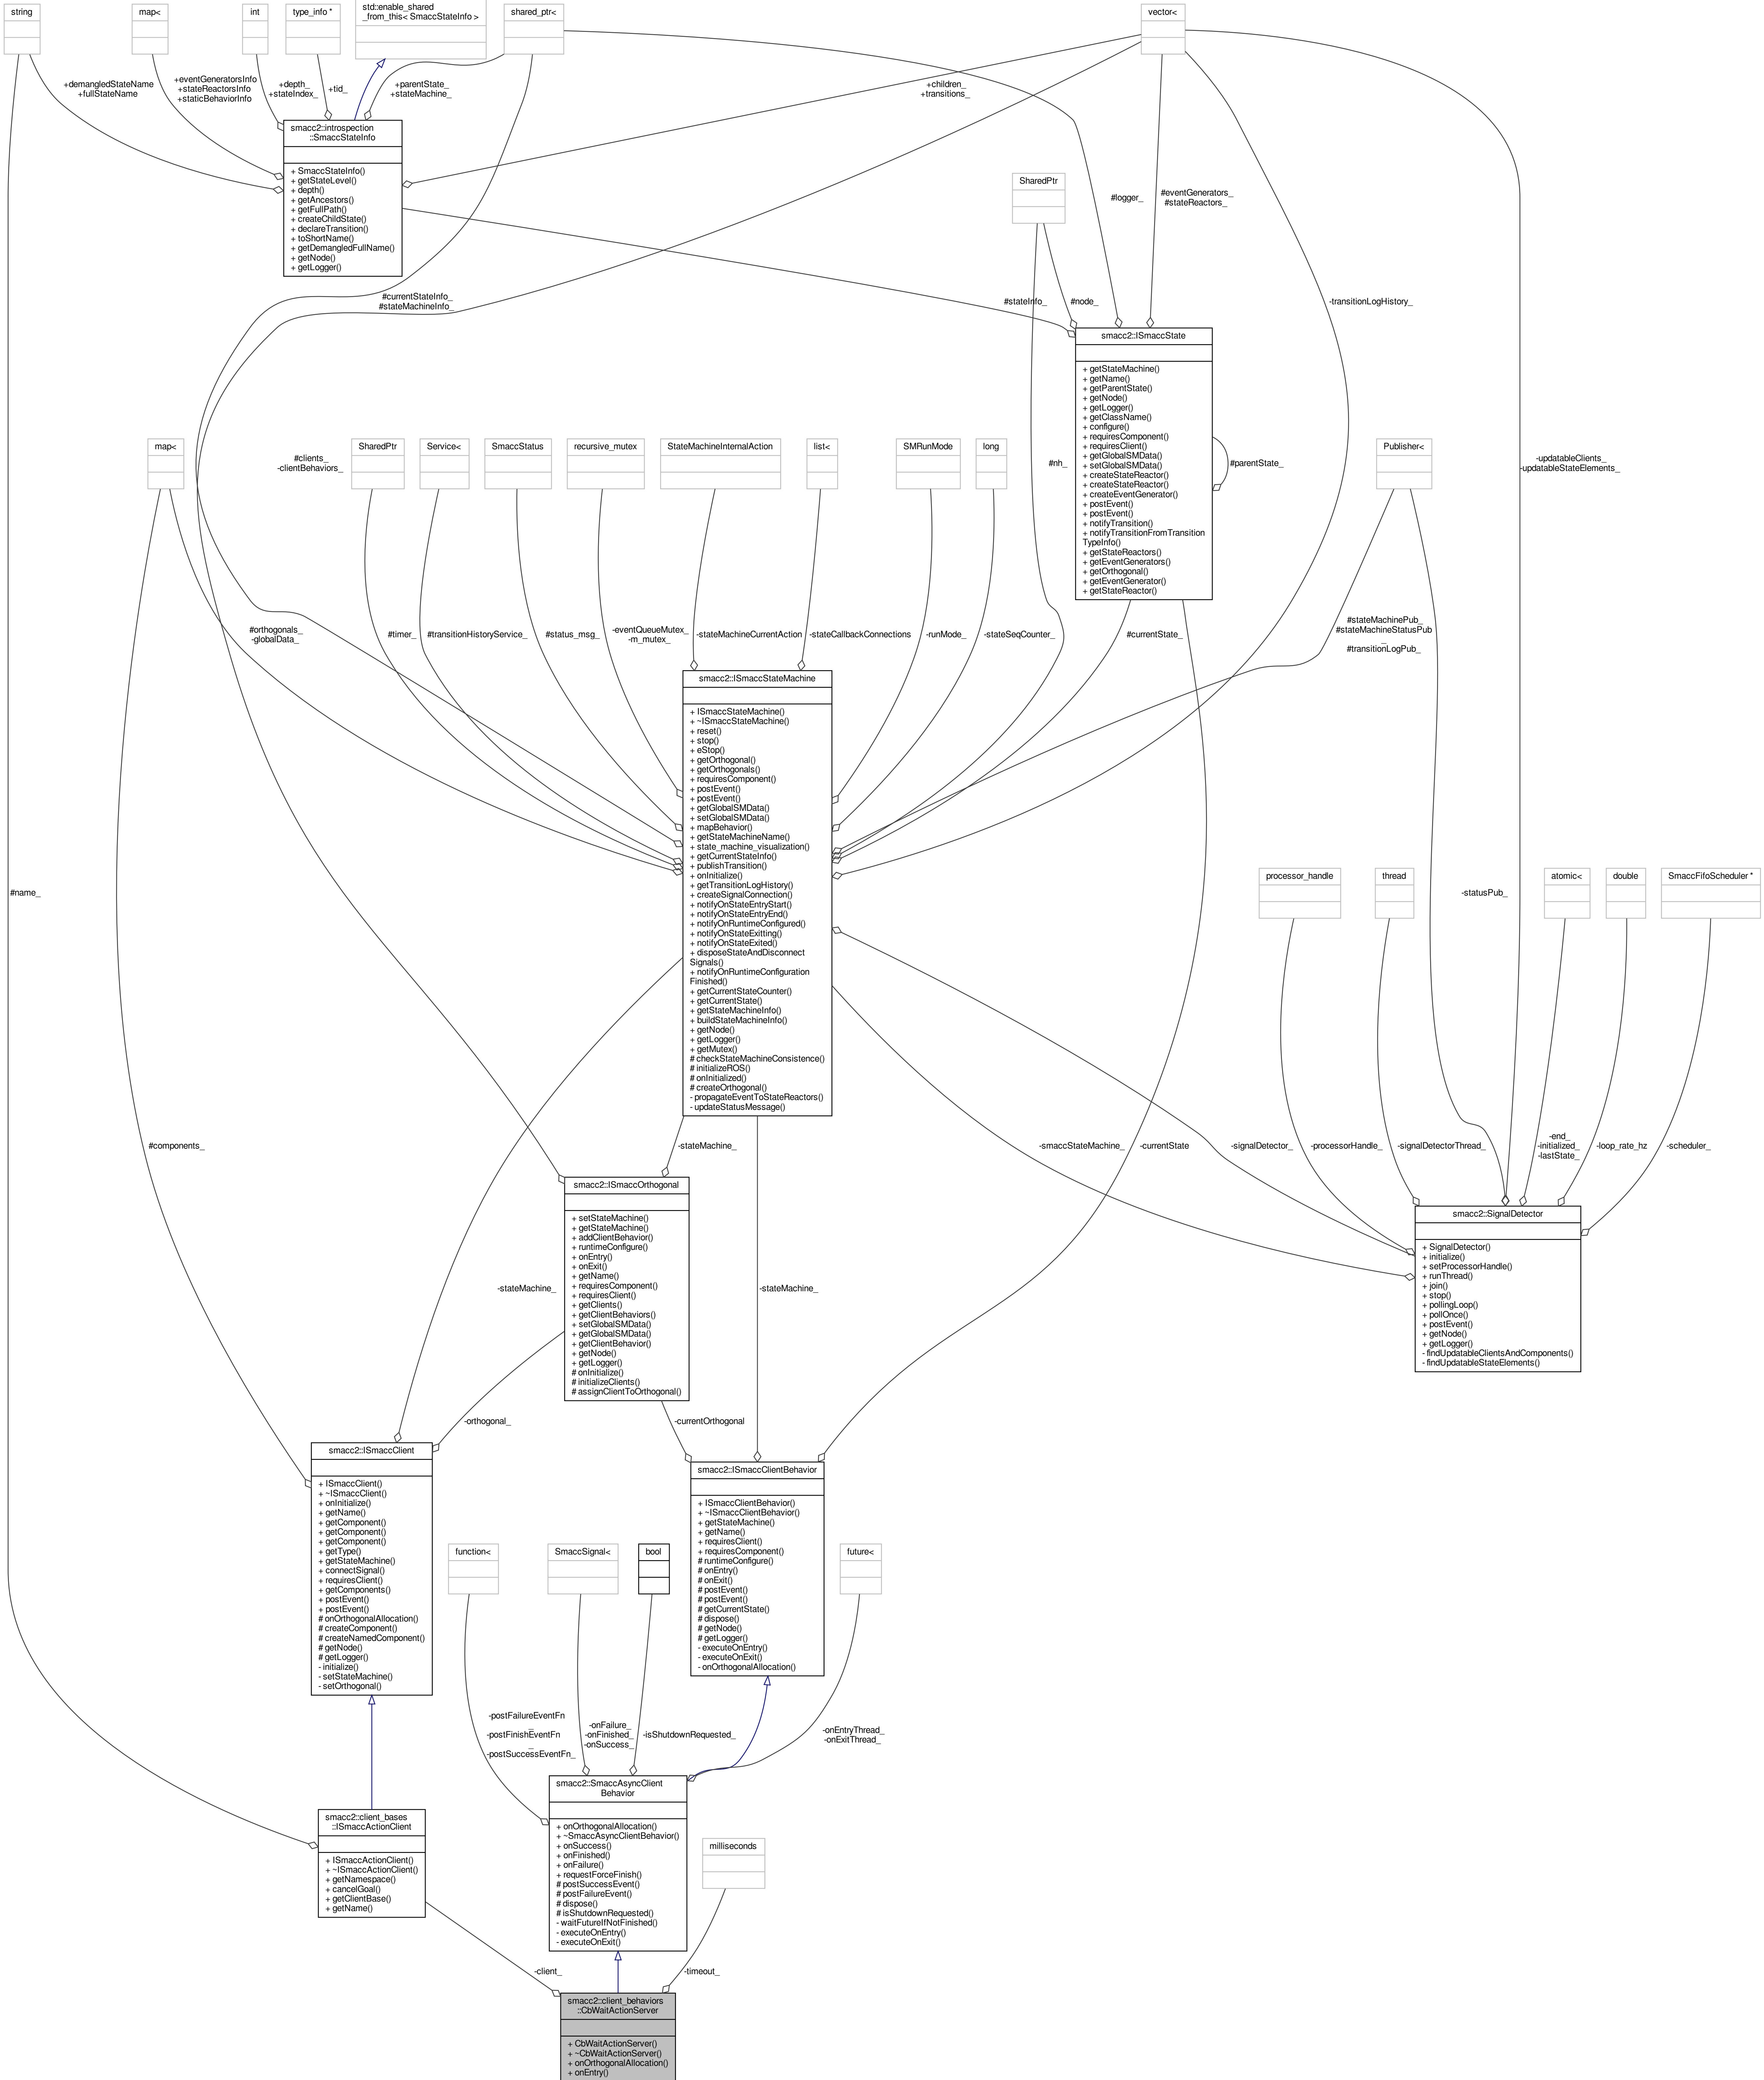 string
map<
int
type_info *
std::enable_shared
_from_this< SmaccStateInfo >
shared_ptr<
vector<
+demangledStateName
+fullStateName
+eventGeneratorsInfo
+stateReactorsInfo
+staticBehaviorInfo
+depth_
+stateIndex_
+tid_
+parentState_
+stateMachine_
+children_
+transitions_
smacc2::introspection
::SmaccStateInfo
+ SmaccStateInfo()
+ getStateLevel()
+ depth()
+ getAncestors()
+ getFullPath()
+ createChildState()
+ declareTransition()
+ toShortName()
+ getDemangledFullName()
+ getNode()
+ getLogger()
SharedPtr
#logger_
#eventGenerators_
#stateReactors_
#currentStateInfo_
#stateMachineInfo_
#stateInfo_
#node_
-transitionLogHistory_
smacc2::ISmaccState
+ getStateMachine()
+ getName()
+ getParentState()
+ getNode()
+ getLogger()
+ getClassName()
+ configure()
+ requiresComponent()
+ requiresClient()
+ getGlobalSMData()
+ setGlobalSMData()
+ createStateReactor()
+ createStateReactor()
+ createEventGenerator()
+ postEvent()
+ postEvent()
+ notifyTransition()
+ notifyTransitionFromTransition
TypeInfo()
+ getStateReactors()
+ getEventGenerators()
+ getOrthogonal()
+ getEventGenerator()
+ getStateReactor()
#parentState_
map<
#clients_
-clientBehaviors_
SharedPtr
Service<
SmaccStatus
recursive_mutex
StateMachineInternalAction
list<
SMRunMode
long
#nh_
Publisher<
-updatableClients_
-updatableStateElements_
#orthogonals_
-globalData_
#timer_
#transitionHistoryService_
#status_msg_
-eventQueueMutex_
-m_mutex_
-stateMachineCurrentAction
-stateCallbackConnections
-runMode_
-stateSeqCounter_
#currentState_
#stateMachinePub_
#stateMachineStatusPub
_
#transitionLogPub_
smacc2::ISmaccStateMachine
+ ISmaccStateMachine()
+ ~ISmaccStateMachine()
+ reset()
+ stop()
+ eStop()
+ getOrthogonal()
+ getOrthogonals()
+ requiresComponent()
+ postEvent()
+ postEvent()
+ getGlobalSMData()
+ setGlobalSMData()
+ mapBehavior()
+ getStateMachineName()
+ state_machine_visualization()
+ getCurrentStateInfo()
+ publishTransition()
+ onInitialize()
+ getTransitionLogHistory()
+ createSignalConnection()
+ notifyOnStateEntryStart()
+ notifyOnStateEntryEnd()
+ notifyOnRuntimeConfigured()
+ notifyOnStateExitting()
+ notifyOnStateExited()
+ disposeStateAndDisconnect
Signals()
+ notifyOnRuntimeConfiguration
Finished()
+ getCurrentStateCounter()
+ getCurrentState()
+ getStateMachineInfo()
+ buildStateMachineInfo()
+ getNode()
+ getLogger()
+ getMutex()
# checkStateMachineConsistence()
# initializeROS()
# onInitialized()
# createOrthogonal()
- propagateEventToStateReactors()
- updateStatusMessage()
#name_
processor_handle
thread
-statusPub_
atomic<
double
SmaccFifoScheduler *
#components_
-stateMachine_
-smaccStateMachine_
-currentState
-signalDetector_
-processorHandle_
-signalDetectorThread_
-end_
-initialized_
-lastState_
-loop_rate_hz
-scheduler_
smacc2::ISmaccOrthogonal
+ setStateMachine()
+ getStateMachine()
+ addClientBehavior()
+ runtimeConfigure()
+ onEntry()
+ onExit()
+ getName()
+ requiresComponent()
+ requiresClient()
+ getClients()
+ getClientBehaviors()
+ setGlobalSMData()
+ getGlobalSMData()
+ getClientBehavior()
+ getNode()
+ getLogger()
# onInitialize()
# initializeClients()
# assignClientToOrthogonal()
smacc2::SignalDetector
+ SignalDetector()
+ initialize()
+ setProcessorHandle()
+ runThread()
+ join()
+ stop()
+ pollingLoop()
+ pollOnce()
+ postEvent()
+ getNode()
+ getLogger()
- findUpdatableClientsAndComponents()
- findUpdatableStateElements()
-stateMachine_
-stateMachine_
-orthogonal_
-currentOrthogonal
smacc2::ISmaccClient
+ ISmaccClient()
+ ~ISmaccClient()
+ onInitialize()
+ getName()
+ getComponent()
+ getComponent()
+ getComponent()
+ getType()
+ getStateMachine()
+ connectSignal()
+ requiresClient()
+ getComponents()
+ postEvent()
+ postEvent()
# onOrthogonalAllocation()
# createComponent()
# createNamedComponent()
# getNode()
# getLogger()
- initialize()
- setStateMachine()
- setOrthogonal()
smacc2::ISmaccClientBehavior
+ ISmaccClientBehavior()
+ ~ISmaccClientBehavior()
+ getStateMachine()
+ getName()
+ requiresClient()
+ requiresComponent()
# runtimeConfigure()
# onEntry()
# onExit()
# postEvent()
# postEvent()
# getCurrentState()
# dispose()
# getNode()
# getLogger()
- executeOnEntry()
- executeOnExit()
- onOrthogonalAllocation()
function<
SmaccSignal<
bool
future<
-postFailureEventFn
_
-postFinishEventFn
_
-postSuccessEventFn_
-onFailure_
-onFinished_
-onSuccess_
-isShutdownRequested_
-onEntryThread_
-onExitThread_
smacc2::client_bases
::ISmaccActionClient
+ ISmaccActionClient()
+ ~ISmaccActionClient()
+ getNamespace()
+ cancelGoal()
+ getClientBase()
+ getName()
smacc2::SmaccAsyncClient
Behavior
+ onOrthogonalAllocation()
+ ~SmaccAsyncClientBehavior()
+ onSuccess()
+ onFinished()
+ onFailure()
+ requestForceFinish()
# postSuccessEvent()
# postFailureEvent()
# dispose()
# isShutdownRequested()
- waitFutureIfNotFinished()
- executeOnEntry()
- executeOnExit()
milliseconds
-client_
-timeout_
smacc2::client_behaviors
::CbWaitActionServer
+ CbWaitActionServer()
+ ~CbWaitActionServer()
+ onOrthogonalAllocation()
+ onEntry()